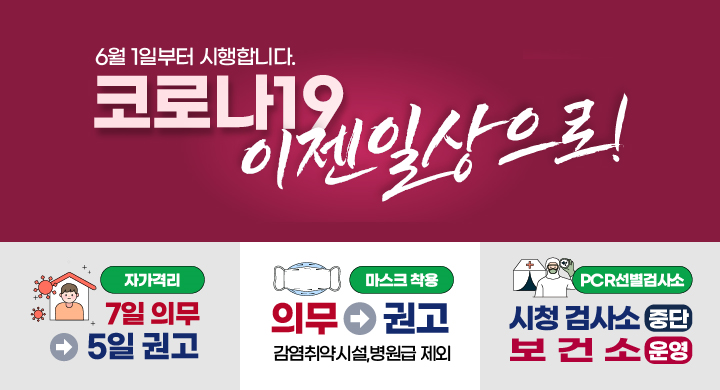 6월 1일부터 시행합니다.
코로나19
이젠일상으로!
자가격리
7일 의무
5일 권고
마스크 착용
의무 권고
감염취약시설,병원급 제외
PCR선별검사소
시청 검사소 중단
보건소 운영